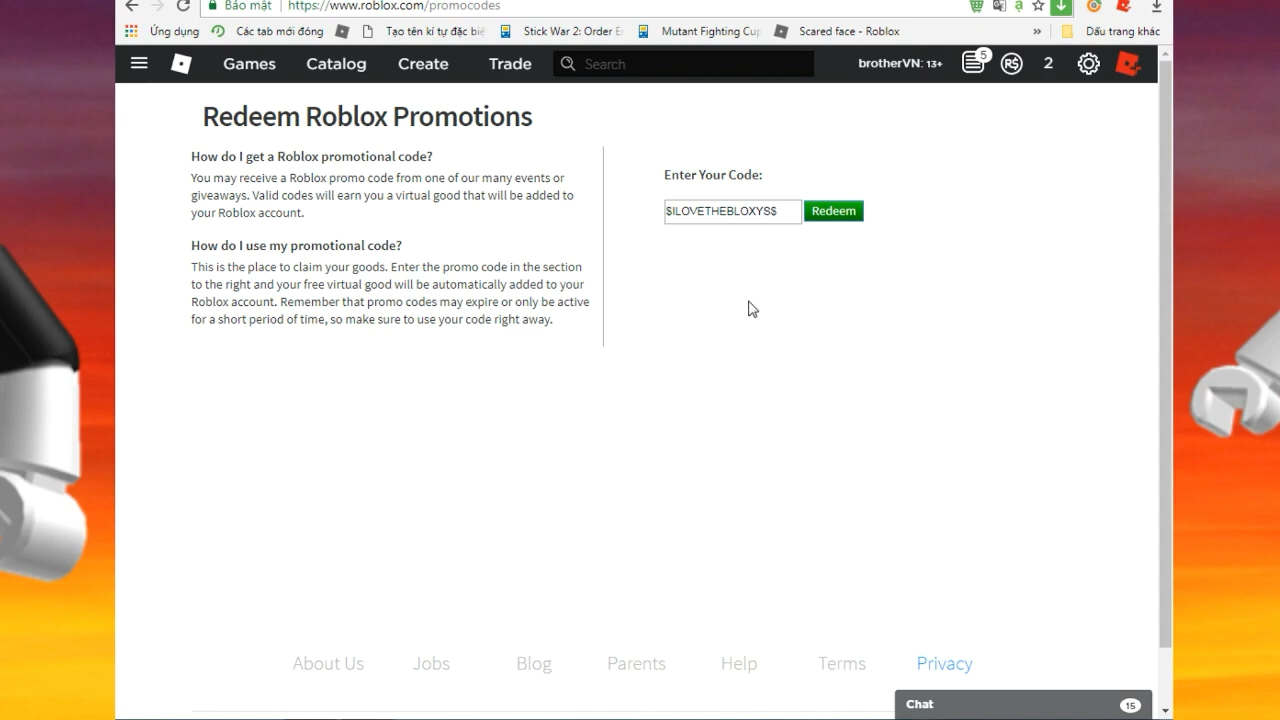 Bảo mật https://www.roblox.com/promocodes
Ứng dụng Các tab mới đóng Tạo tên kí tự đặc biệ Stick War 2: Order E Mutant Fighting Cup Scared face - Roblox » Dấu trang khác
Games Catalog Create Trade Search brotherVN: 13+ 5 R$ 2
Redeem Roblox Promotions
How do I get a Roblox promotional code?
You may receive a Roblox promo code from one of our many events or
giveaways. Valid codes will earn you a virtual good that will be added to
your Roblox account.
How do I use my promotional code?
This is the place to claim your goods. Enter the promo code in the section
to the right and your free virtual good will be automatically added to your
Roblox account. Remember that promo codes may expire or only be active
for a short period of time, so make sure to use your code right away.
Enter Your Code:
$ILOVETHEBLOXYS$ Redeem
About Us Jobs Blog Parents Help Terms Privacy
Chat 15